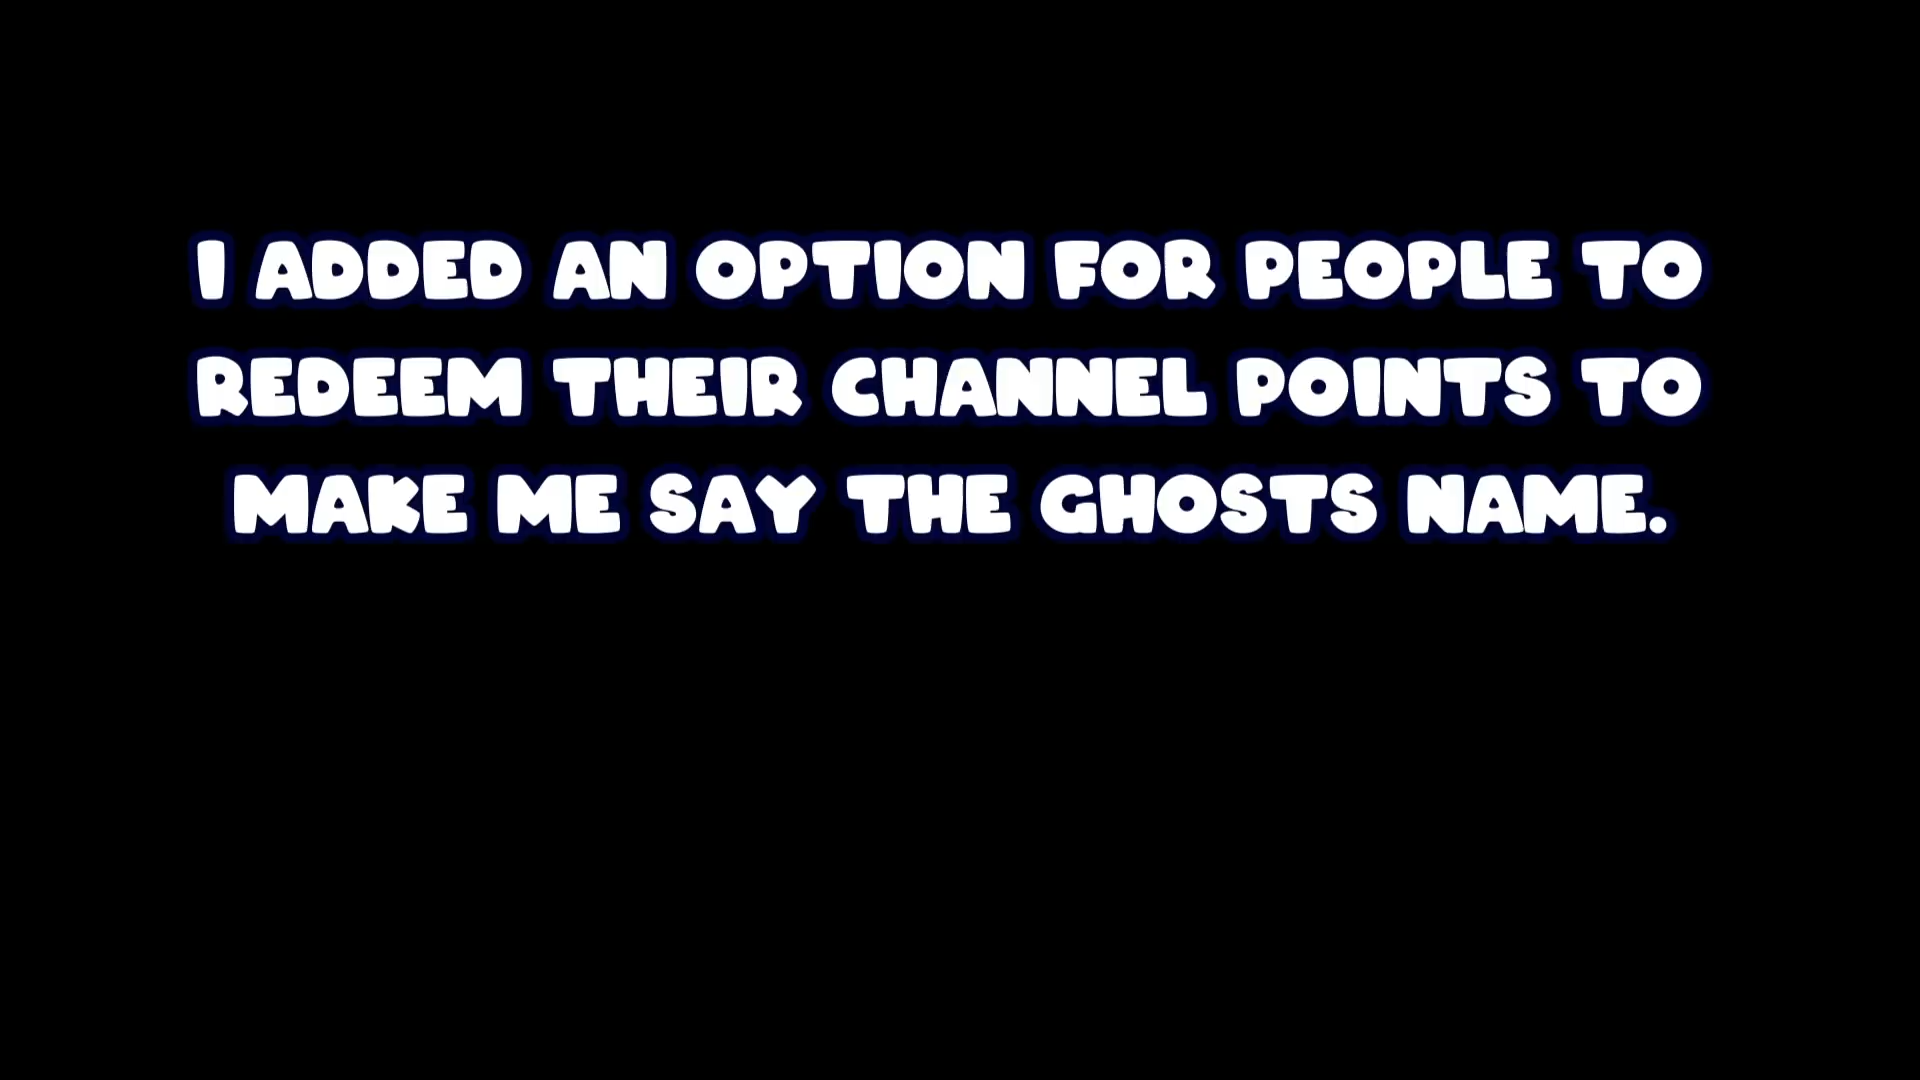 I ADDED AN OPTION FOR PEOPLE TO
REDEEM THEIR CHANNEL POINTS TO
MAKE ME SAY THE GHOSTS NAME.